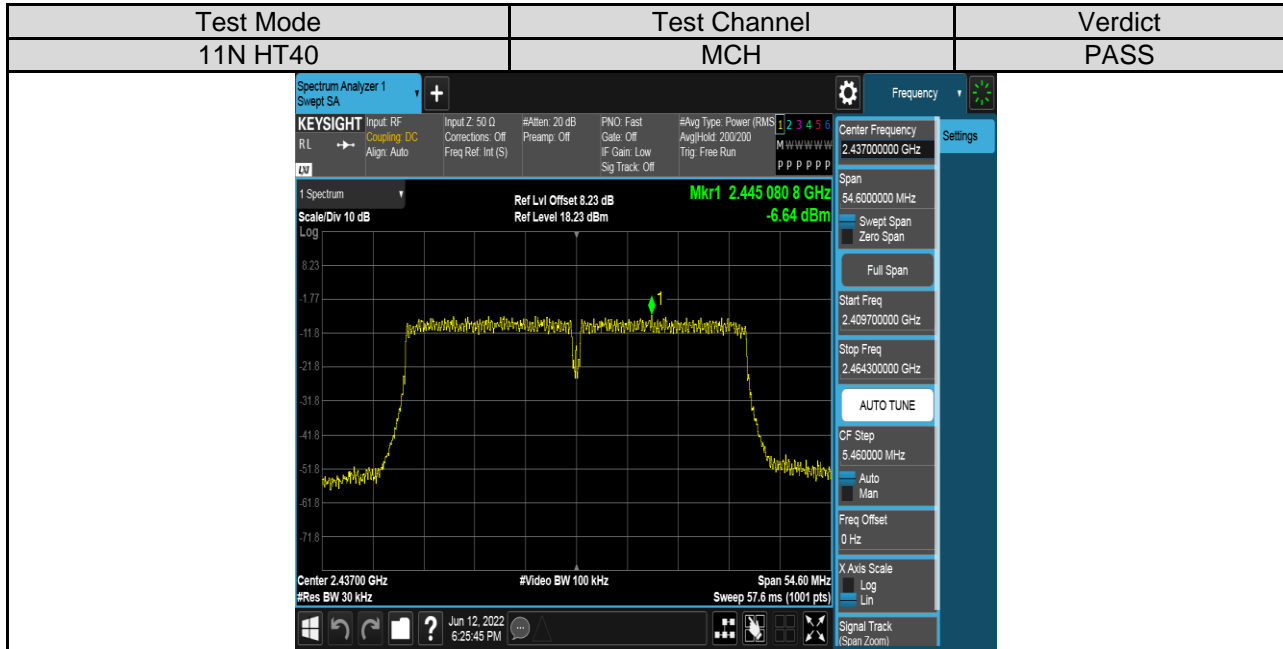 Test Mode Test Channel Verdict
11N HT40 MCH PASS
Spectrum Analyzer 1
Swept SA
+
Frequency
KEYSIGHT
RL
LXI
Input: RF
Coupling: DC
Align: Auto
Input Z: 50 Ω
Corrections: Off
Freq Ref: Int (S)
#Atten: 20 dB
Preamp: Off
PNO: Fast
Gate: Off
IF Gain: Low
Sig Track: Off
#Avg Type: Power (RMS
Avg|Hold: 200/200
Trig: Free Run
1 2 3 4 5 6
M W W W W W
P P P P P P
1 Spectrum
Scale/Div 10 dB
Log
Ref Lvl Offset 8.23 dB
Ref Level 18.23 dBm
Mkr1 2.445 080 8 GHz
-6.64 dBm
8.23
-1.77
-11.8
-21.8
-31.8
-41.8
-51.8
-61.8
-71.8
1
Center 2.43700 GHz
#Res BW 30 kHz
#Video BW 100 kHz
Span 54.60 MHz
Sweep 57.6 ms (1001 pts)
?
Jun 12, 2022
6:25:45 PM
Center Frequency
2.437000000 GHz
Span
54.6000000 MHz
Swept Span
Zero Span
Full Span
Start Freq
2.409700000 GHz
Stop Freq
2.464300000 GHz
AUTO TUNE
CF Step
5.460000 MHz
Auto
Man
Freq Offset
0 Hz
X Axis Scale
Log
Lin
Signal Track
(Span Zoom)
Settings